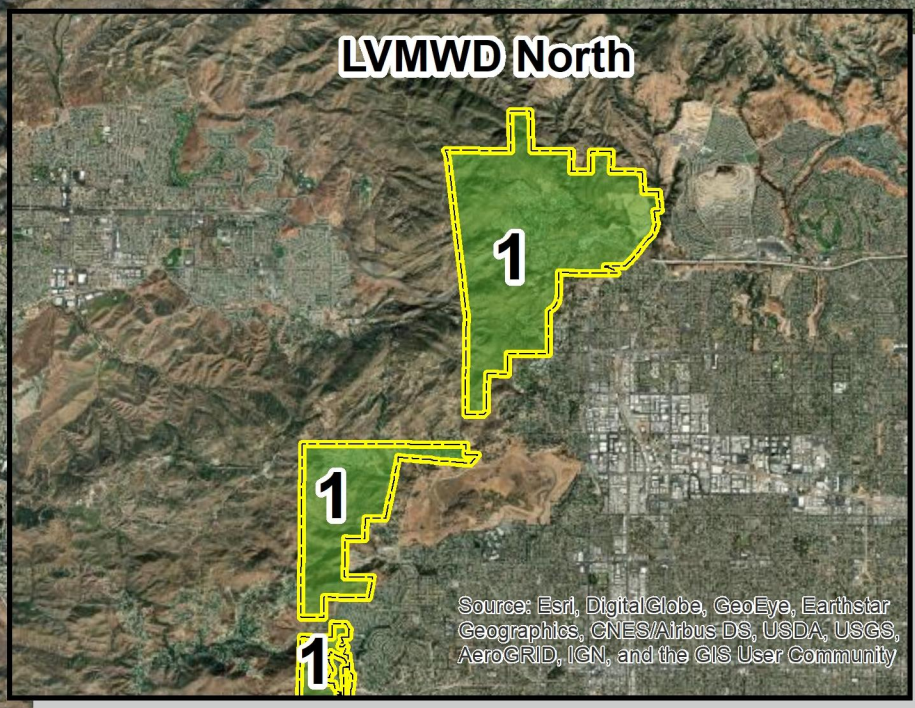 LVMWD North
1
1
1
Source: Esri, DigitalGlobe, GeoEye, Earthstar
Geographics, CNES/Airbus DS, USDA, USGS,
AeroGRID, IGN, and the GIS User Community